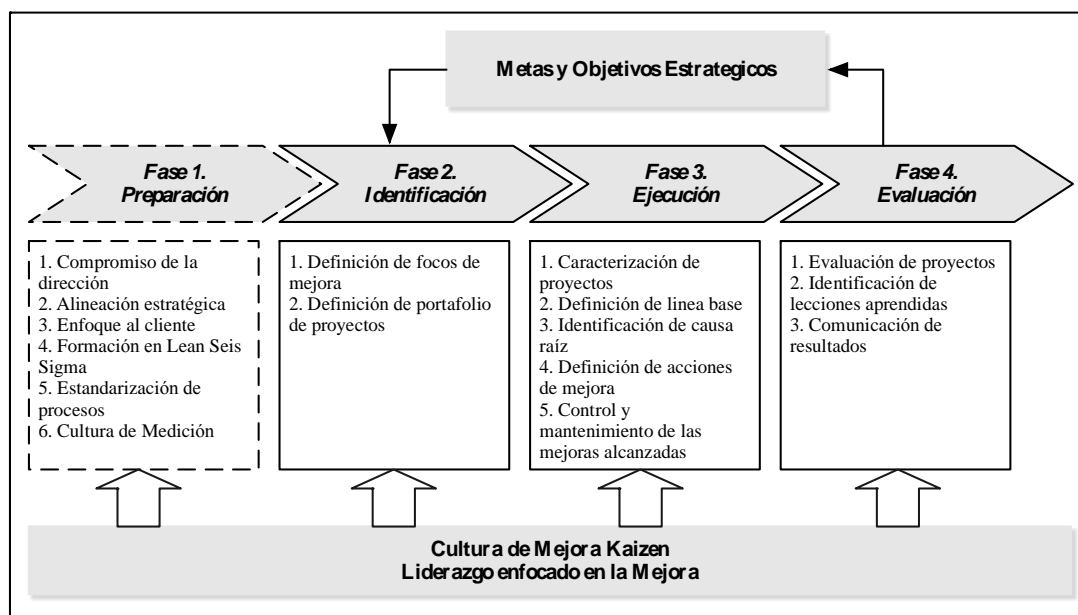 Metas y Objetivos Estrategicos
Fase 1.
Preparación
Fase 2.
Identificación
Fase 3.
Ejecución
Fase 4.
Evaluación
1. Compromiso de la
dirección
2. Alineación estratégica
3. Enfoque al cliente
4. Formación en Lean Seis
Sigma
5. Estandarización de
procesos
6. Cultura de Medición
1. Definición de focos de
mejora
2. Definición de portafolio
de proyectos
1. Caracterización de
proyectos
2. Definición de linea base
3. Identificación de causa
raíz
4. Definición de acciones
de mejora
5. Control y
mantenimiento de las
mejoras alcanzadas
1. Evaluación de proyectos
2. Identificación de
lecciones aprendidas
3. Comunicación de
resultados
Cultura de Mejora Kaizen
Liderazgo enfocado en la Mejora